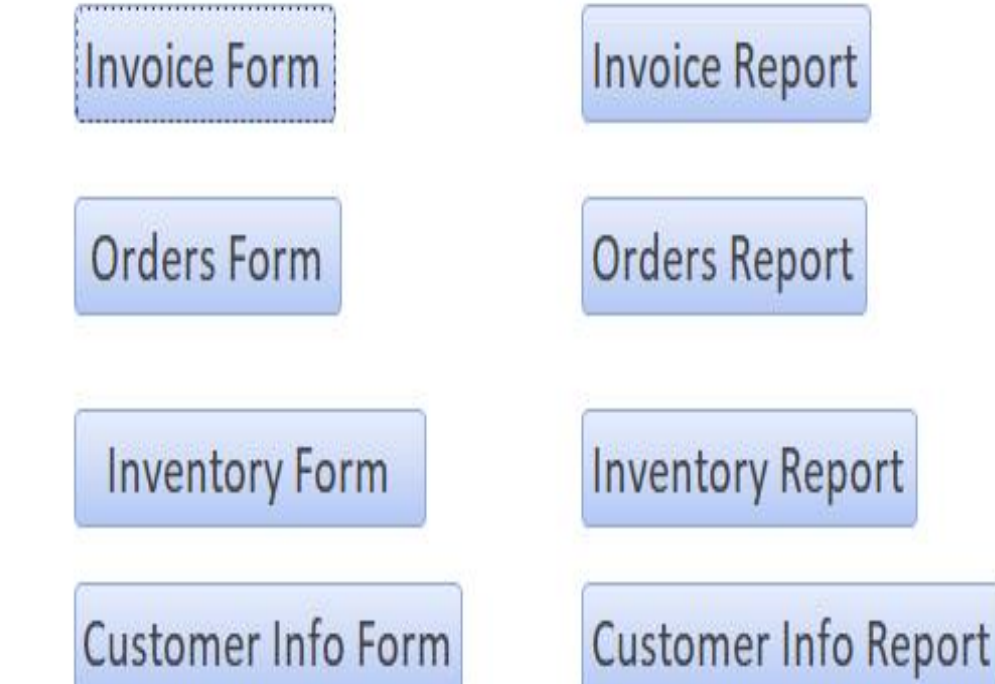 Invoice Form
Invoice Report
Orders Form
Orders Report
Inventory Form
Inventory Report
Customer Info Form
Customer Info Report